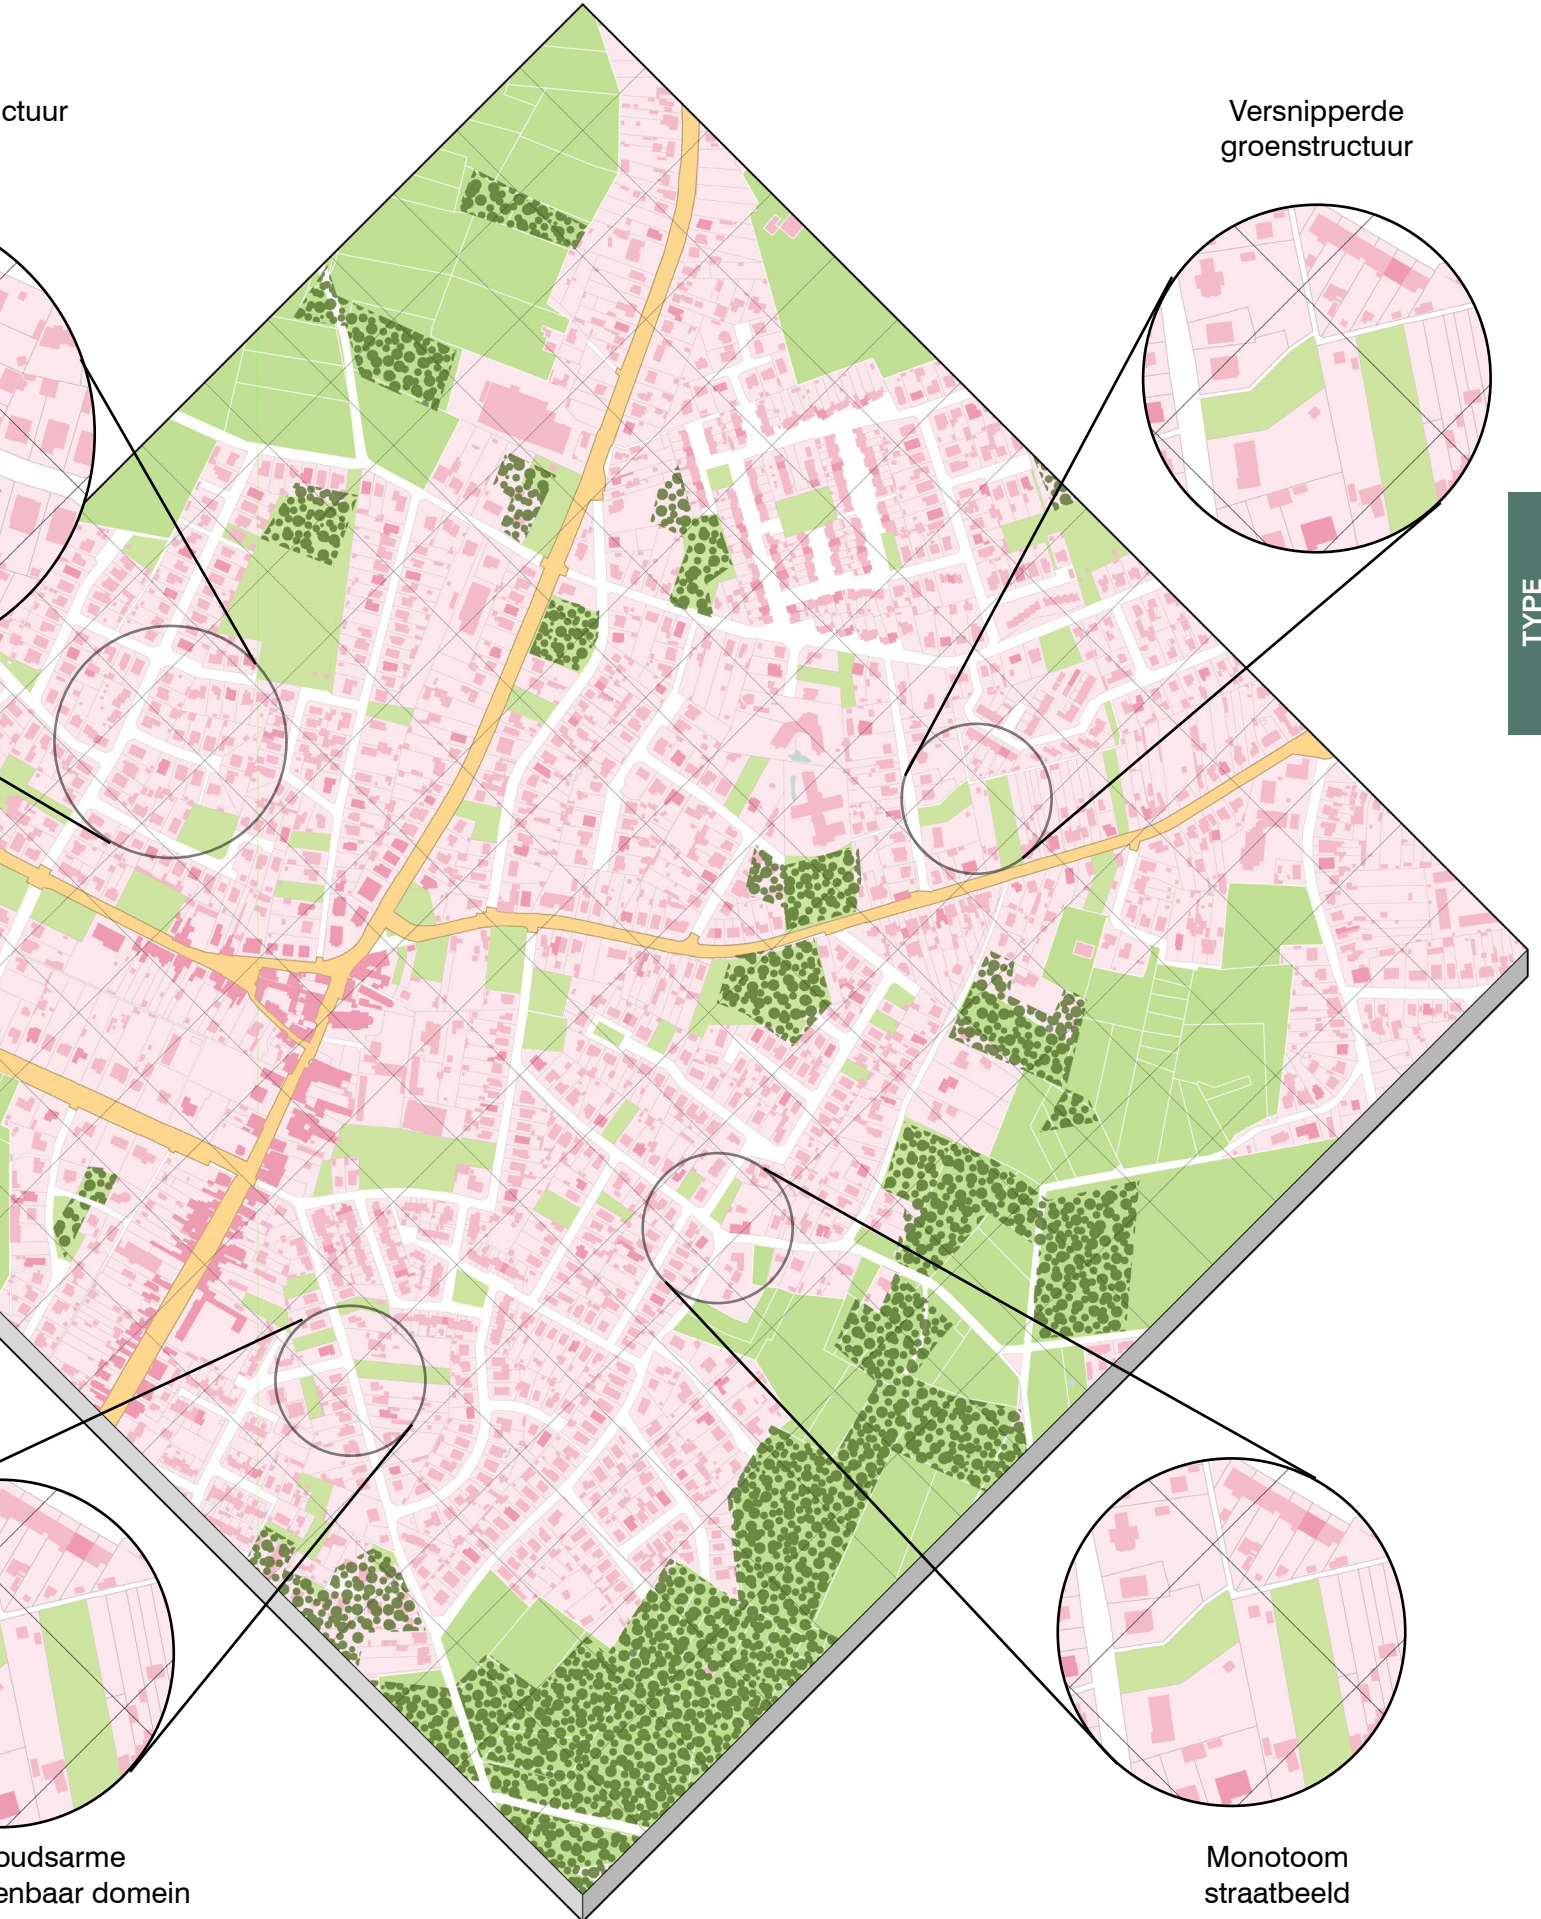 ctuur
Versnipperde
groenstructuur
TYPE
oudsarme
enbaar domein
Monotoom
straatbeeld